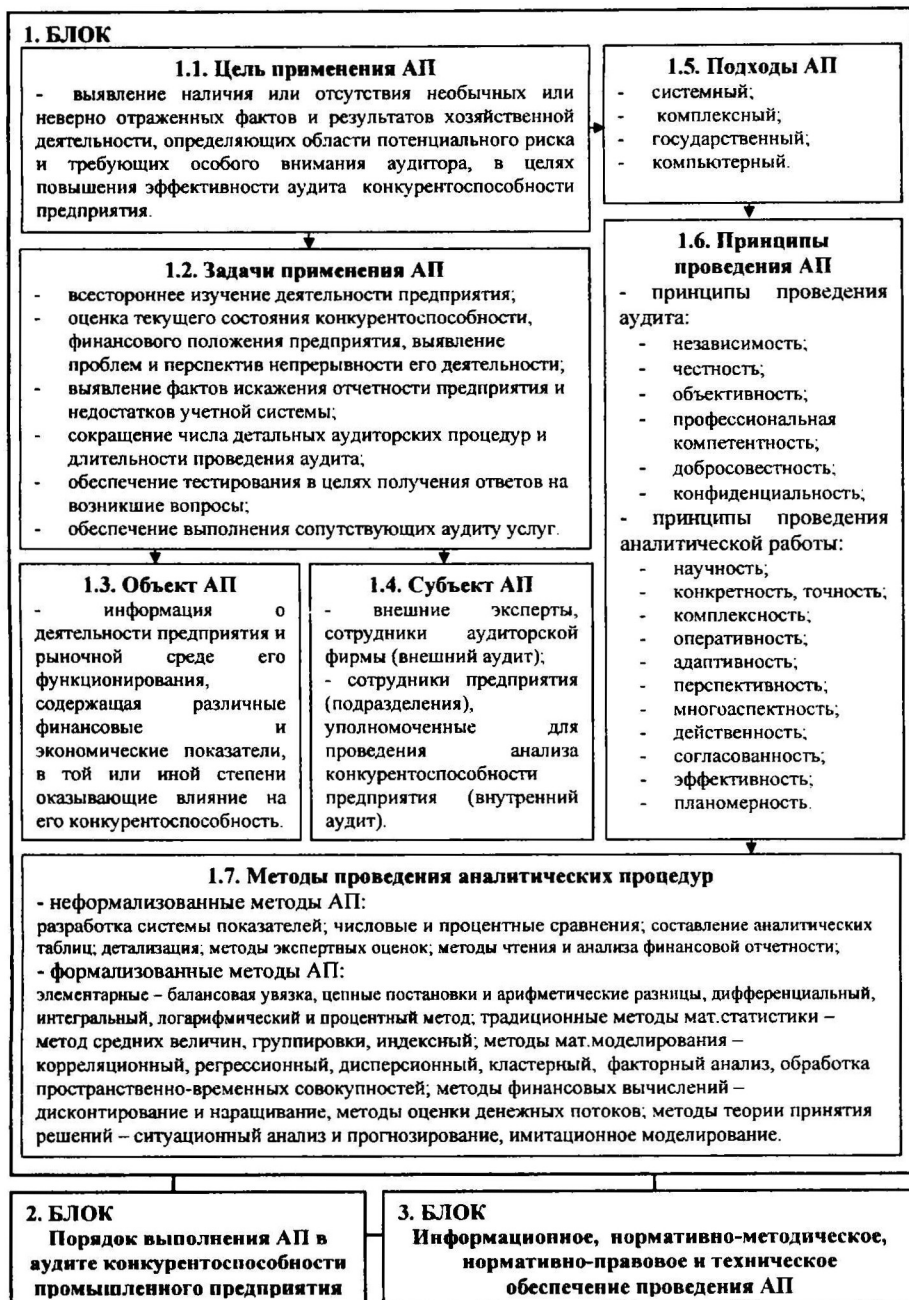 1. БЛОК
1.1. Цель применения АП
- выявление наличия или отсутствия необычных или
неверно отраженных фактов и результатов хозяйственной
деятельности, определяющих области потенциального риска
и требующих особого внимания аудитора, в целях
повышения эффективности аудита конкурентоспособности
предприятия.
1.5. Подходы АП
- системный;
- комплексный;
- государственный;
- компьютерный.
1.2. Задачи применения АП
- всестороннее изучение деятельности предприятия;
- оценка текущего состояния конкурентоспособности,
финансового положения предприятия, выявление
проблем и перспектив непрерывности его деятельности;
- выявление фактов искажения отчетности предприятия и
недостатков учетной системы;
- сокращение числа детальных аудиторских процедур и
длительности проведения аудита;
- обеспечение тестирования в целях получения ответов на
возникшие вопросы;
- обеспечение выполнения сопутствующих аудиту услуг.
1.6. Принципы
проведения АП
- принципы проведения
аудита:
- независимость;
- честность;
- объективность;
- профессиональная
компетентность;
- добросовестность;
- конфиденциальность;
- принципы проведения
аналитической работы:
- научность;
- конкретность, точность;
- комплексность;
- оперативность;
- адаптивность;
- перспективность;
- многоаспектность;
- действенность;
- согласованность;
- эффективность;
- планомерность.
1.3. Объект АП
- информация о
деятельности предприятия и
рыночной среде его
функционирования,
содержащая различные
финансовые и
экономические показатели,
в той или иной степени
оказывающие влияние на
его конкурентоспособность.
1.4. Субъект АП
- внешние эксперты,
сотрудники аудиторской
фирмы (внешний аудит);
- сотрудники предприятия
(подразделения),
уполномоченные для
проведения анализа
конкурентоспособности
предприятия (внутренний
аудит).
1.7. Методы проведения аналитических процедур
- неформализованные методы АП:
разработка системы показателей; числовые и процентные сравнения; составление аналитических
таблиц; детализация; методы экспертных оценок; методы чтения и анализа финансовой отчетности;
- формализованные методы АП:
элементарные – балансовая увязка, цепные постановки и арифметические разницы, дифференциальный,
интегральный, логарифмический и процентный метод; традиционные методы мат.статистики –
метод средних величин, группировки, индексный; методы мат.моделирования –
корреляционный, регрессионный, дисперсионный, кластерный, факторный анализ, обработка
пространственно-временных совокупностей; методы финансовых вычислений –
дисконтирование и наращивание, методы оценки денежных потоков; методы теории принятия
решений – ситуационный анализ и прогнозирование, имитационное моделирование.
2. БЛОК
Порядок выполнения АП в
аудите конкурентоспособности
промышленного предприятия
3. БЛОК
Информационное, нормативно-методическое,
нормативно-правовое и техническое
обеспечение проведения АП